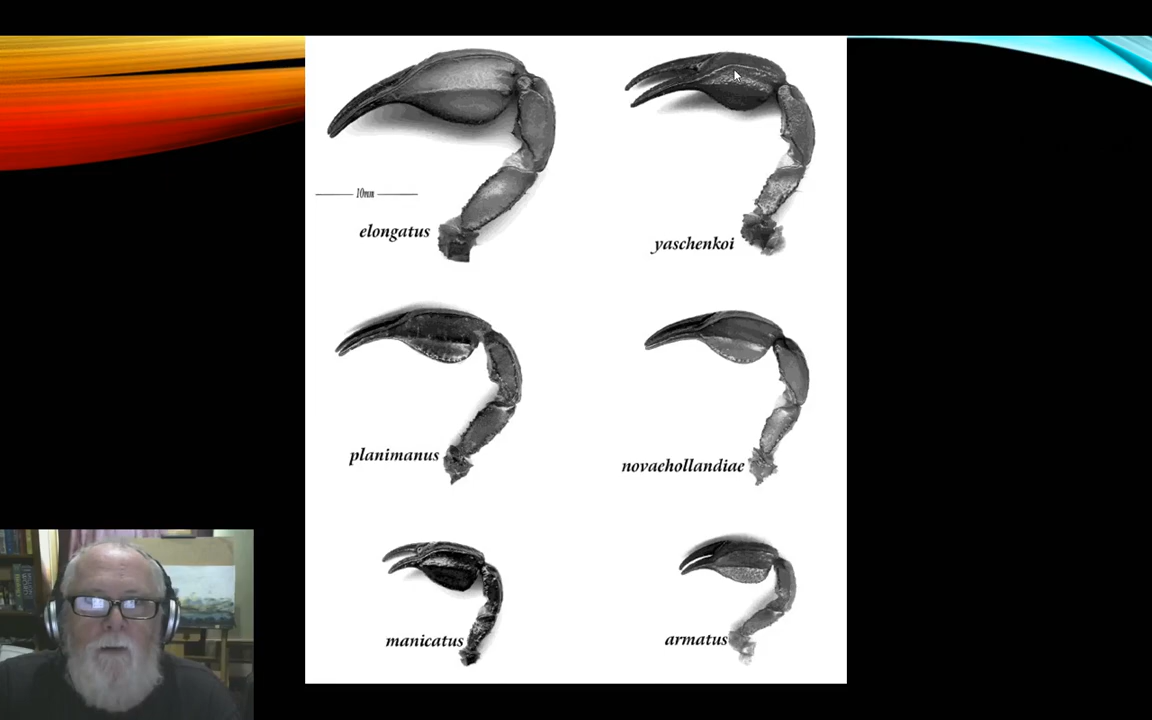 10mm
elongatus
yaschenkoi
planimanus
novaehollandiae
manicatus
armatus